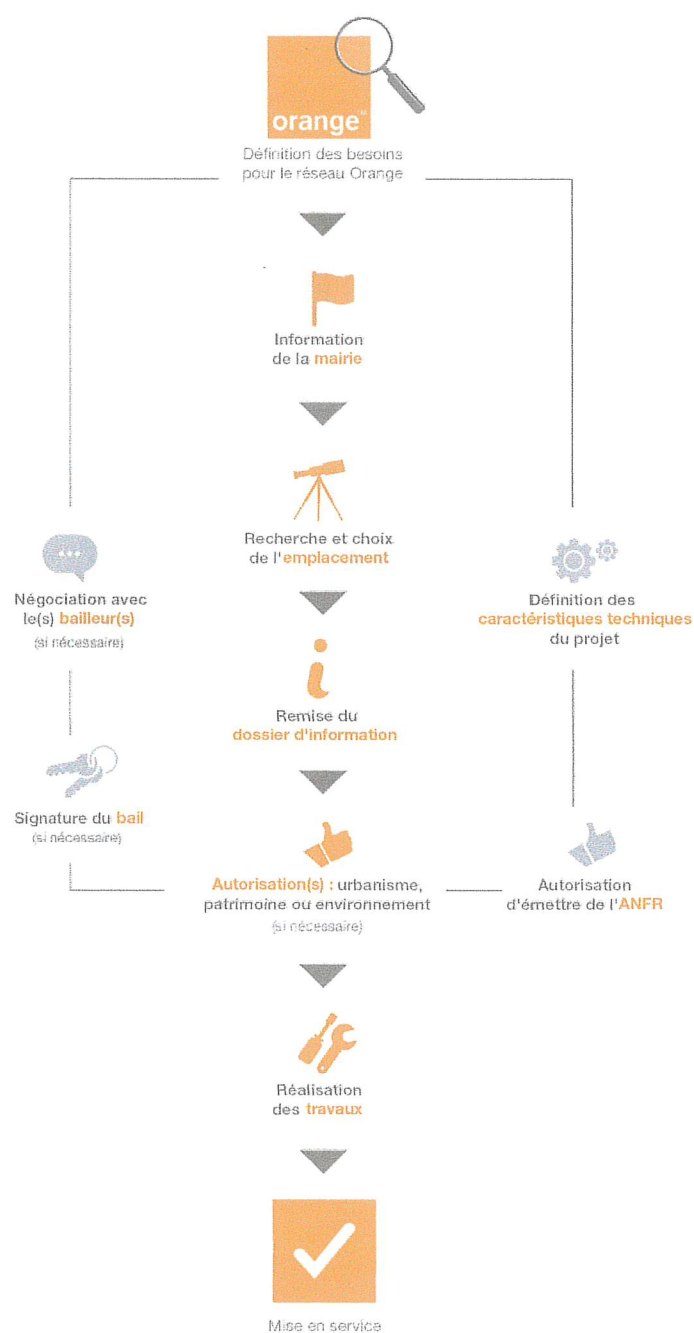 orange™
Définition des besoins
pour le réseau Orange
Information
de la mairie
Recherche et choix
de l'emplacement
Négociation avec
le(s) bailleur(s)
(si nécessaire)
Définition des
caractéristiques techniques
du projet
Remise du
dossier d'information
Signature du bail
(si nécessaire)
Autorisation(s) : urbanisme,
patrimoine ou environnement
(si nécessaire)
Autorisation
d'émettre de l'ANFR
Réalisation
des travaux
Mise en service